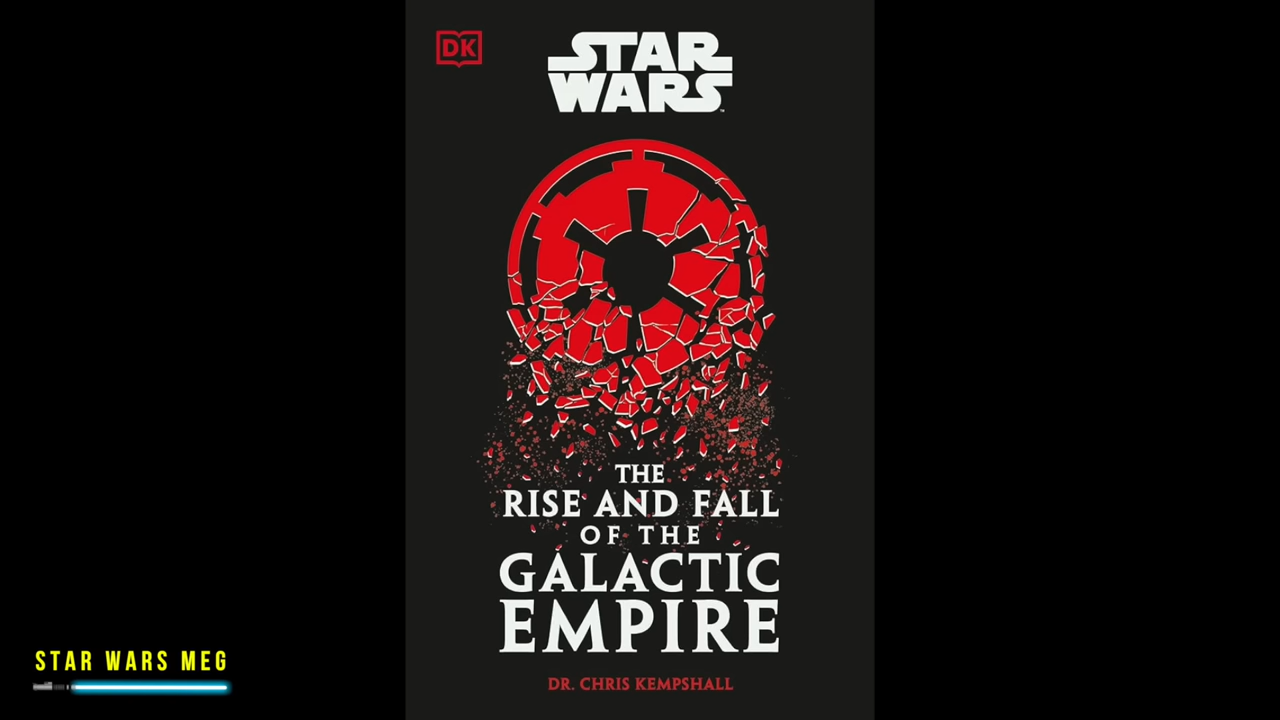 DK
STAR
WARS
THE
RISE AND FALL
OF THE
GALACTIC
EMPIRE
DR. CHRIS KEMPSHALL
STAR WARS MEG